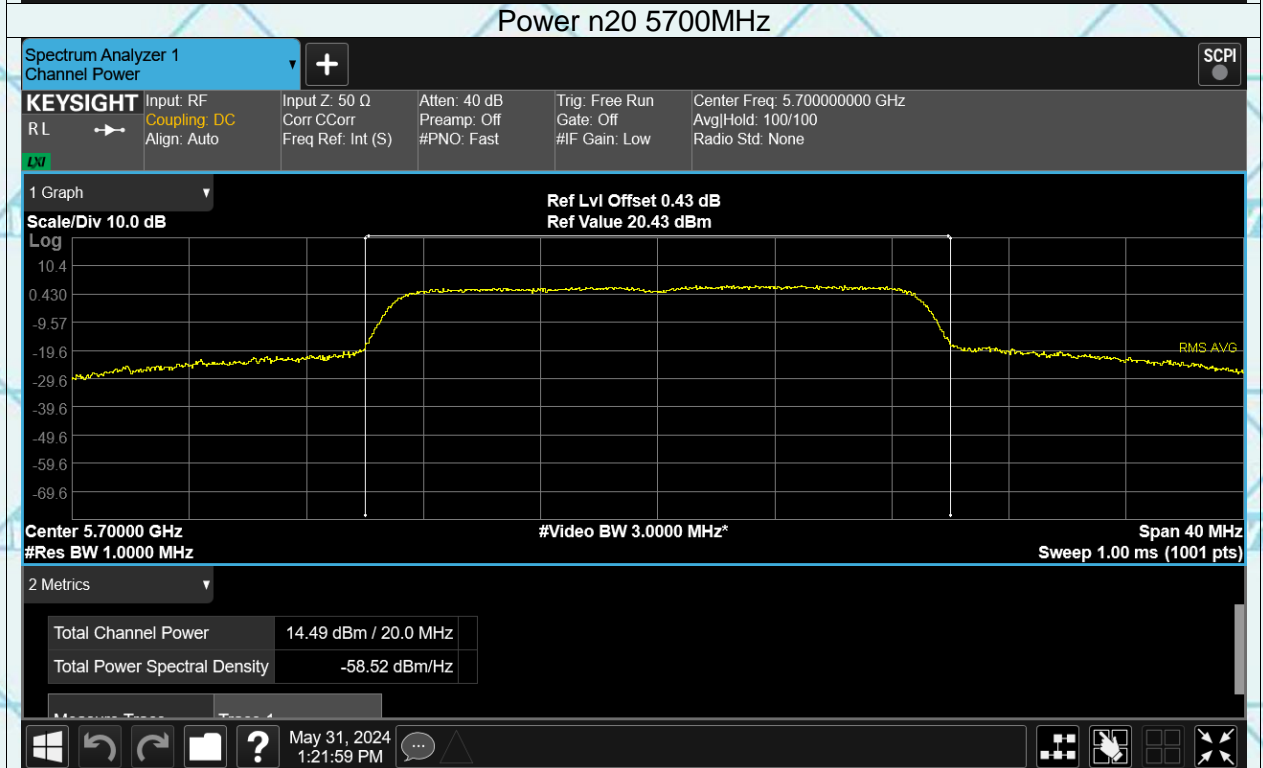 Power n20 5700MHz
Spectrum Analyzer 1
Channel Power
SCPI
KEYSIGHT
RL
LXI
Input: RF
Coupling: DC
Align: Auto
Input Z: 50 Ω
Corr CCorr
Freq Ref: Int (S)
Atten: 40 dB
Preamp: Off
#PNO: Fast
Trig: Free Run
Gate: Off
#IF Gain: Low
Center Freq: 5.700000000 GHz
Avg|Hold: 100/100
Radio Std: None
1 Graph
Scale/Div 10.0 dB
Ref Lvl Offset 0.43 dB
Ref Value 20.43 dBm
Log
10.4
0.430
-9.57
-19.6
-29.6
-39.6
-49.6
-59.6
-69.6
RMS AVG
Center 5.70000 GHz
#Video BW 3.0000 MHz*
Span 40 MHz
#Res BW 1.0000 MHz
Sweep 1.00 ms (1001 pts)
2 Metrics
Total Channel Power 14.49 dBm / 20.0 MHz
Total Power Spectral Density -58.52 dBm/Hz
Measure Trace Trace 1
?
May 31, 2024
1:21:59 PM